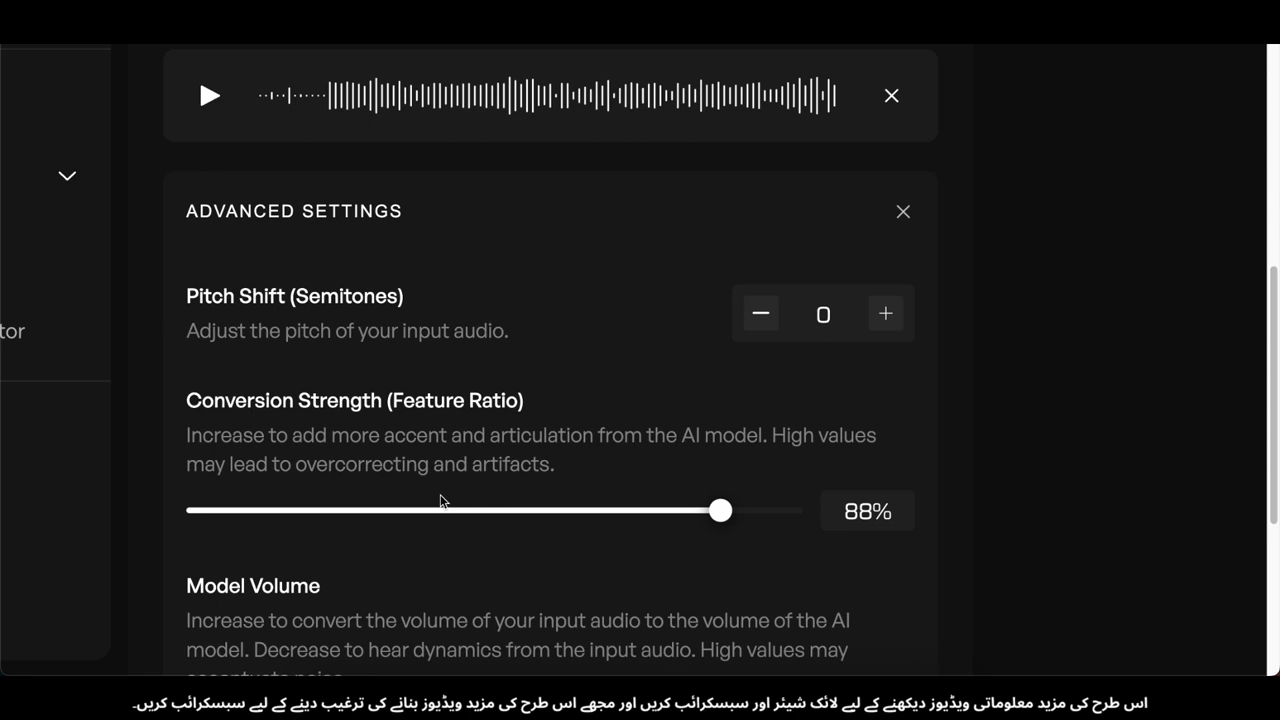 ADVANCED SETTINGS
Pitch Shift (Semitones)
Adjust the pitch of your input audio.
0
Conversion Strength (Feature Ratio)
Increase to add more accent and articulation from the AI model. High values
may lead to overcorrecting and artifacts.
88%
tor
Model Volume
Increase to convert the volume of your input audio to the volume of the AI
model. Decrease to hear dynamics from the input audio. High values may
اس طرح کی مزید معلوماتی ویڈیوز دیکھنے کے لیے لائک شیئر اور سبسکرائب کریں اور مجھے اس طرح کی مزید ویڈیوز بنانے کی ترغیب دینے کے لیے سبسکرائب کریں۔